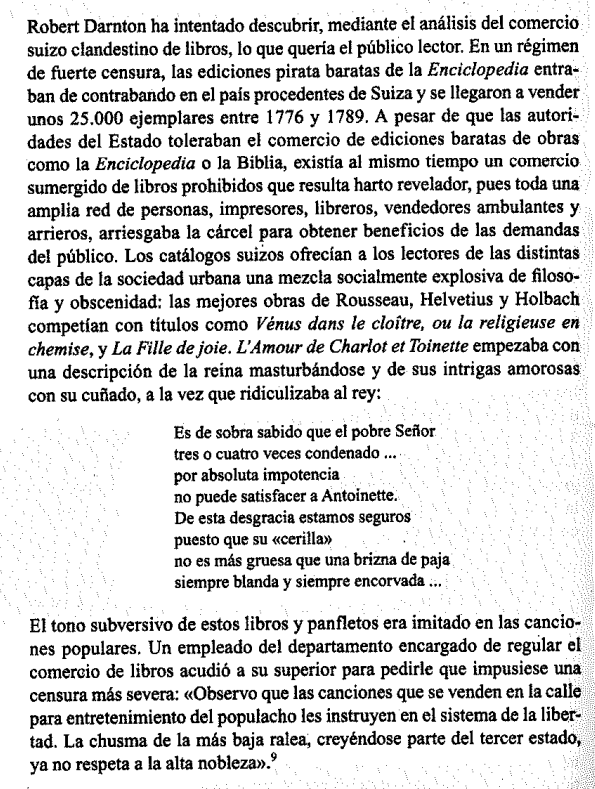 Robert Darnton ha intentado descubrir, mediante el análisis del comercio
suizo clandestino de libros, lo que quería el público lector. En un régimen
de fuerte censura, las ediciones pirata baratas de la Enciclopedia entra-
ban de contrabando en el país procedentes de Suiza y se llegaron a vender
unos 25.000 ejemplares entre 1776 y 1789. A pesar de que las autori-
dades del Estado toleraban el comercio de ediciones baratas de obras
como la Enciclopedia o la Biblia, existía al mismo tiempo un comercio
sumergido de libros prohibidos que resulta harto revelador, pues toda una
amplia red de personas, impresores, libreros, vendedores ambulantes y
arrieros, arriesgaba la cárcel para obtener beneficios de las demandas
del público. Los catálogos suizos ofrecían a los lectores de las distintas
capas de la sociedad urbana una mezcla socialmente explosiva de filoso-
fía y obscenidad: las mejores obras de Rousseau, Helvetius y Holbach
competían con títulos como Vénus dans le cloître, ou la religieuse en
chemise, y La Fille de joie. L'Amour de Charlot et Toinette empezaba con
una descripción de la reina masturbándose y de sus intrigas amorosas
con su cuñado, a la vez que ridiculizaba al rey:
Es de sobra sabido que el pobre Señor
tres o cuatro veces condenado ...
por absoluta impotencia
no puede satisfacer a Antoinette.
De esta desgracia estamos seguros
puesto que su «cerilla»
no es más gruesa que una brizna de paja
siempre blanda y siempre encorvada ...
El tono subversivo de estos libros y panfletos era imitado en las cancio-
nes populares. Un empleado del departamento encargado de regular el
comercio de libros acudió a su superior para pedirle que impusiese una
censura más severa: «Observo que las canciones que se venden en la calle
para entretenimiento del populacho les instruyen en el sistema de la liber-
tad. La chusma de la más baja ralea, creyéndose parte del tercer estado,
ya no respeta a la alta nobleza».⁹